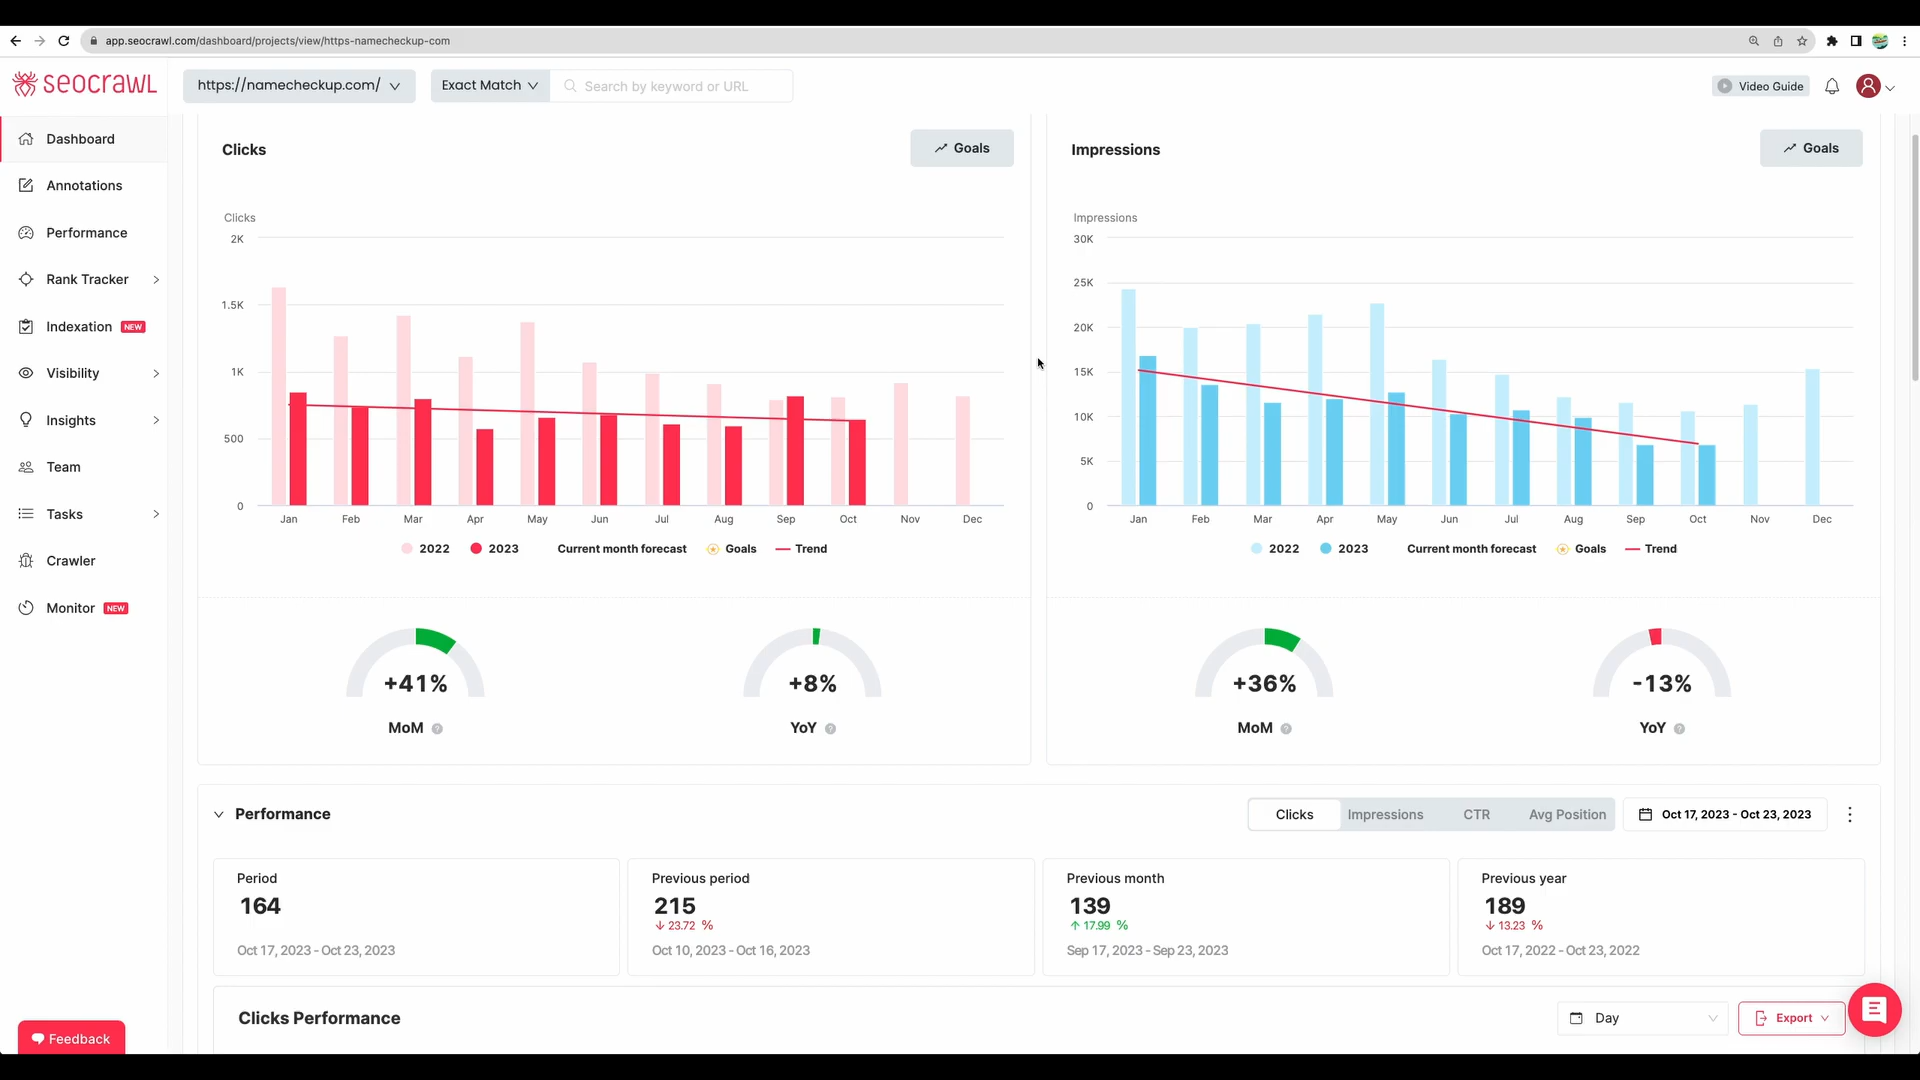 app.seocrawl.com/dashboard/projects/view/https-namecheckup-com
seocrawl
https://namecheckup.com/
Exact Match
Search by keyword or URL
Video Guide
Dashboard
Annotations
Performance
Rank Tracker
Indexation NEW
Visibility
Insights
Team
Tasks
Crawler
Monitor NEW
Feedback
Clicks
Goals
Clicks
2K
1.5K
1K
500
0
Jan Feb Mar Apr May Jun Jul Aug Sep Oct Nov Dec
2022 2023 Current month forecast Goals Trend
+41%
MoM ?
+8%
YoY ?
Impressions
Goals
Impressions
30K
25K
20K
15K
10K
5K
0
Jan Feb Mar Apr May Jun Jul Aug Sep Oct Nov Dec
2022 2023 Current month forecast Goals Trend
+36%
MoM ?
-13%
YoY ?
Performance
Clicks Impressions CTR Avg Position
Oct 17, 2023 - Oct 23, 2023
Period
164
Oct 17, 2023 - Oct 23, 2023
Previous period
215
↓ 23.72 %
Oct 10, 2023 - Oct 16, 2023
Previous month
139
↑ 17.99 %
Sep 17, 2023 - Sep 23, 2023
Previous year
189
↓ 13.23 %
Oct 17, 2022 - Oct 23, 2022
Clicks Performance
Day
Export